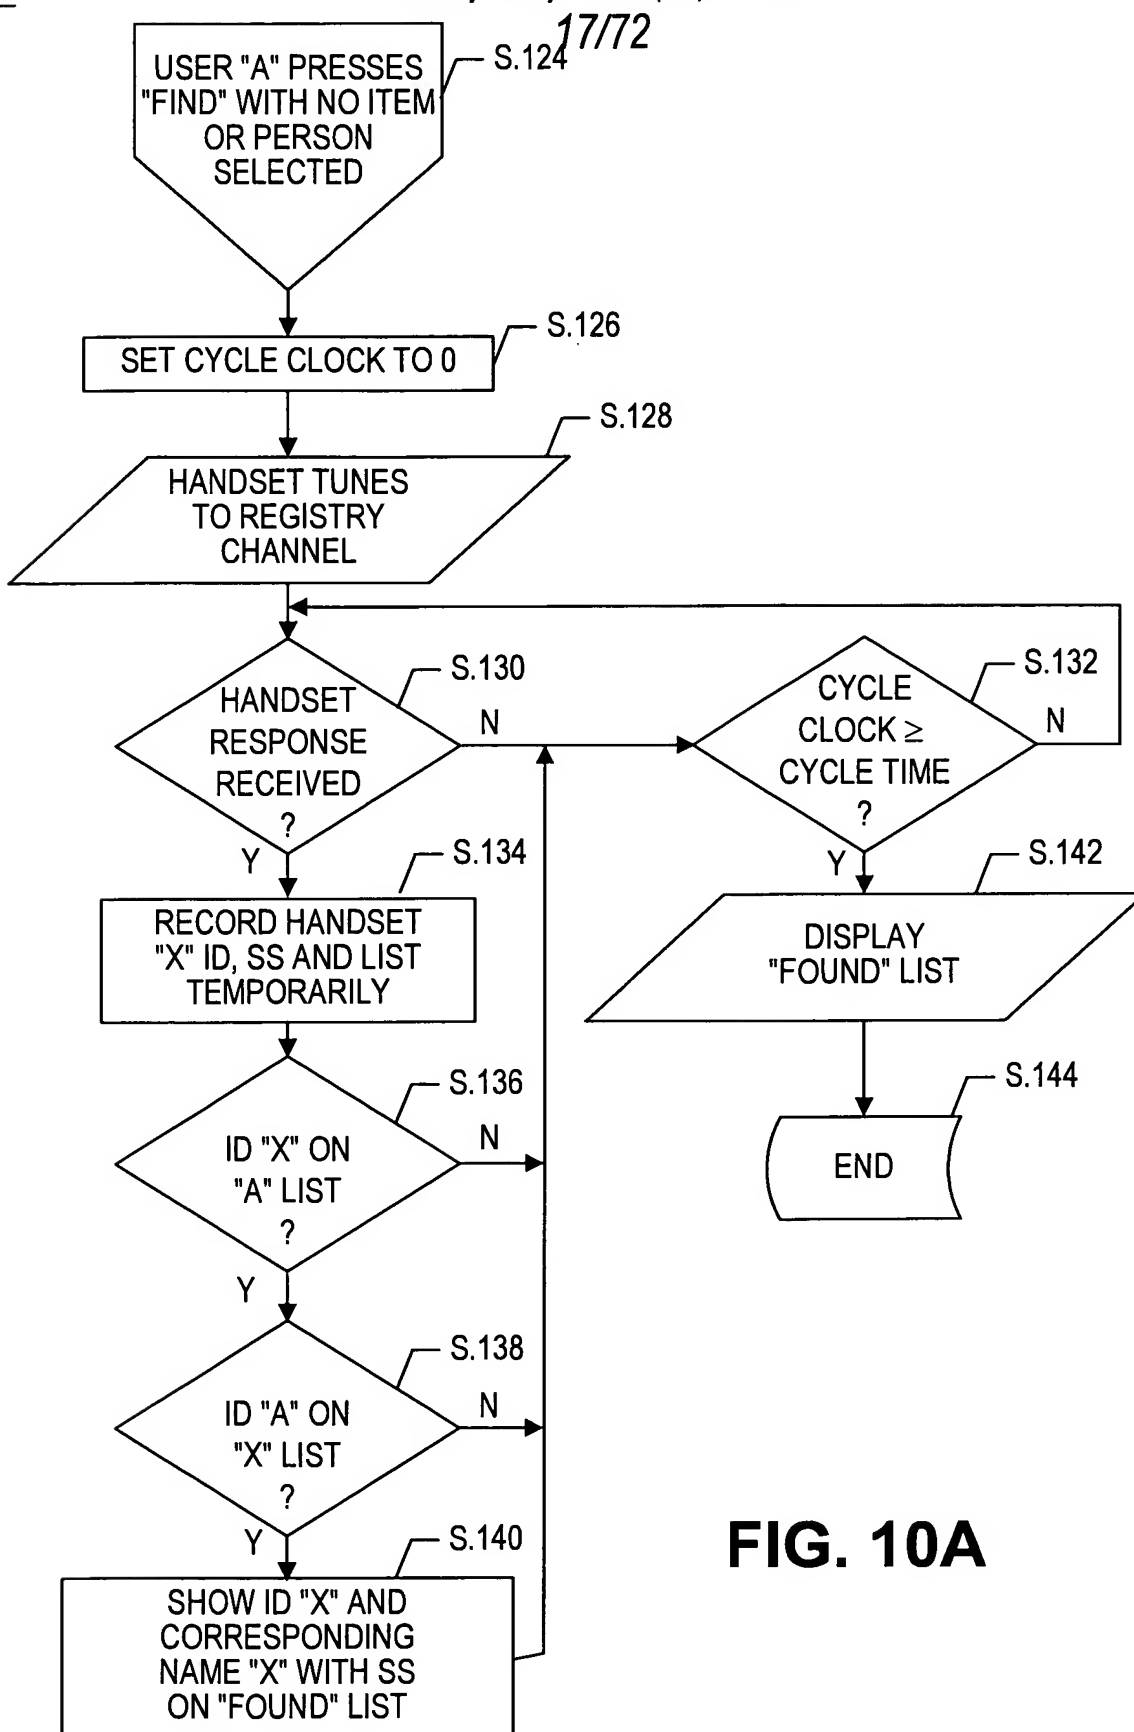 17/72
USER "A" PRESSES
"FIND" WITH NO ITEM
OR PERSON
SELECTED
S.124
SET CYCLE CLOCK TO 0
S.126
HANDSET TUNES
TO REGISTRY
CHANNEL
S.128
HANDSET
RESPONSE
RECEIVED
?
S.130
N
Y
CYCLE
CLOCK ≥
CYCLE TIME
?
S.132
N
Y
RECORD HANDSET
"X" ID, SS AND LIST
TEMPORARILY
S.134
DISPLAY
"FOUND" LIST
S.142
ID "X" ON
"A" LIST
?
S.136
N
Y
END
S.144
ID "A" ON
"X" LIST
?
S.138
N
Y
SHOW ID "X" AND
CORRESPONDING
NAME "X" WITH SS
ON "FOUND" LIST
S.140
FIG. 10A